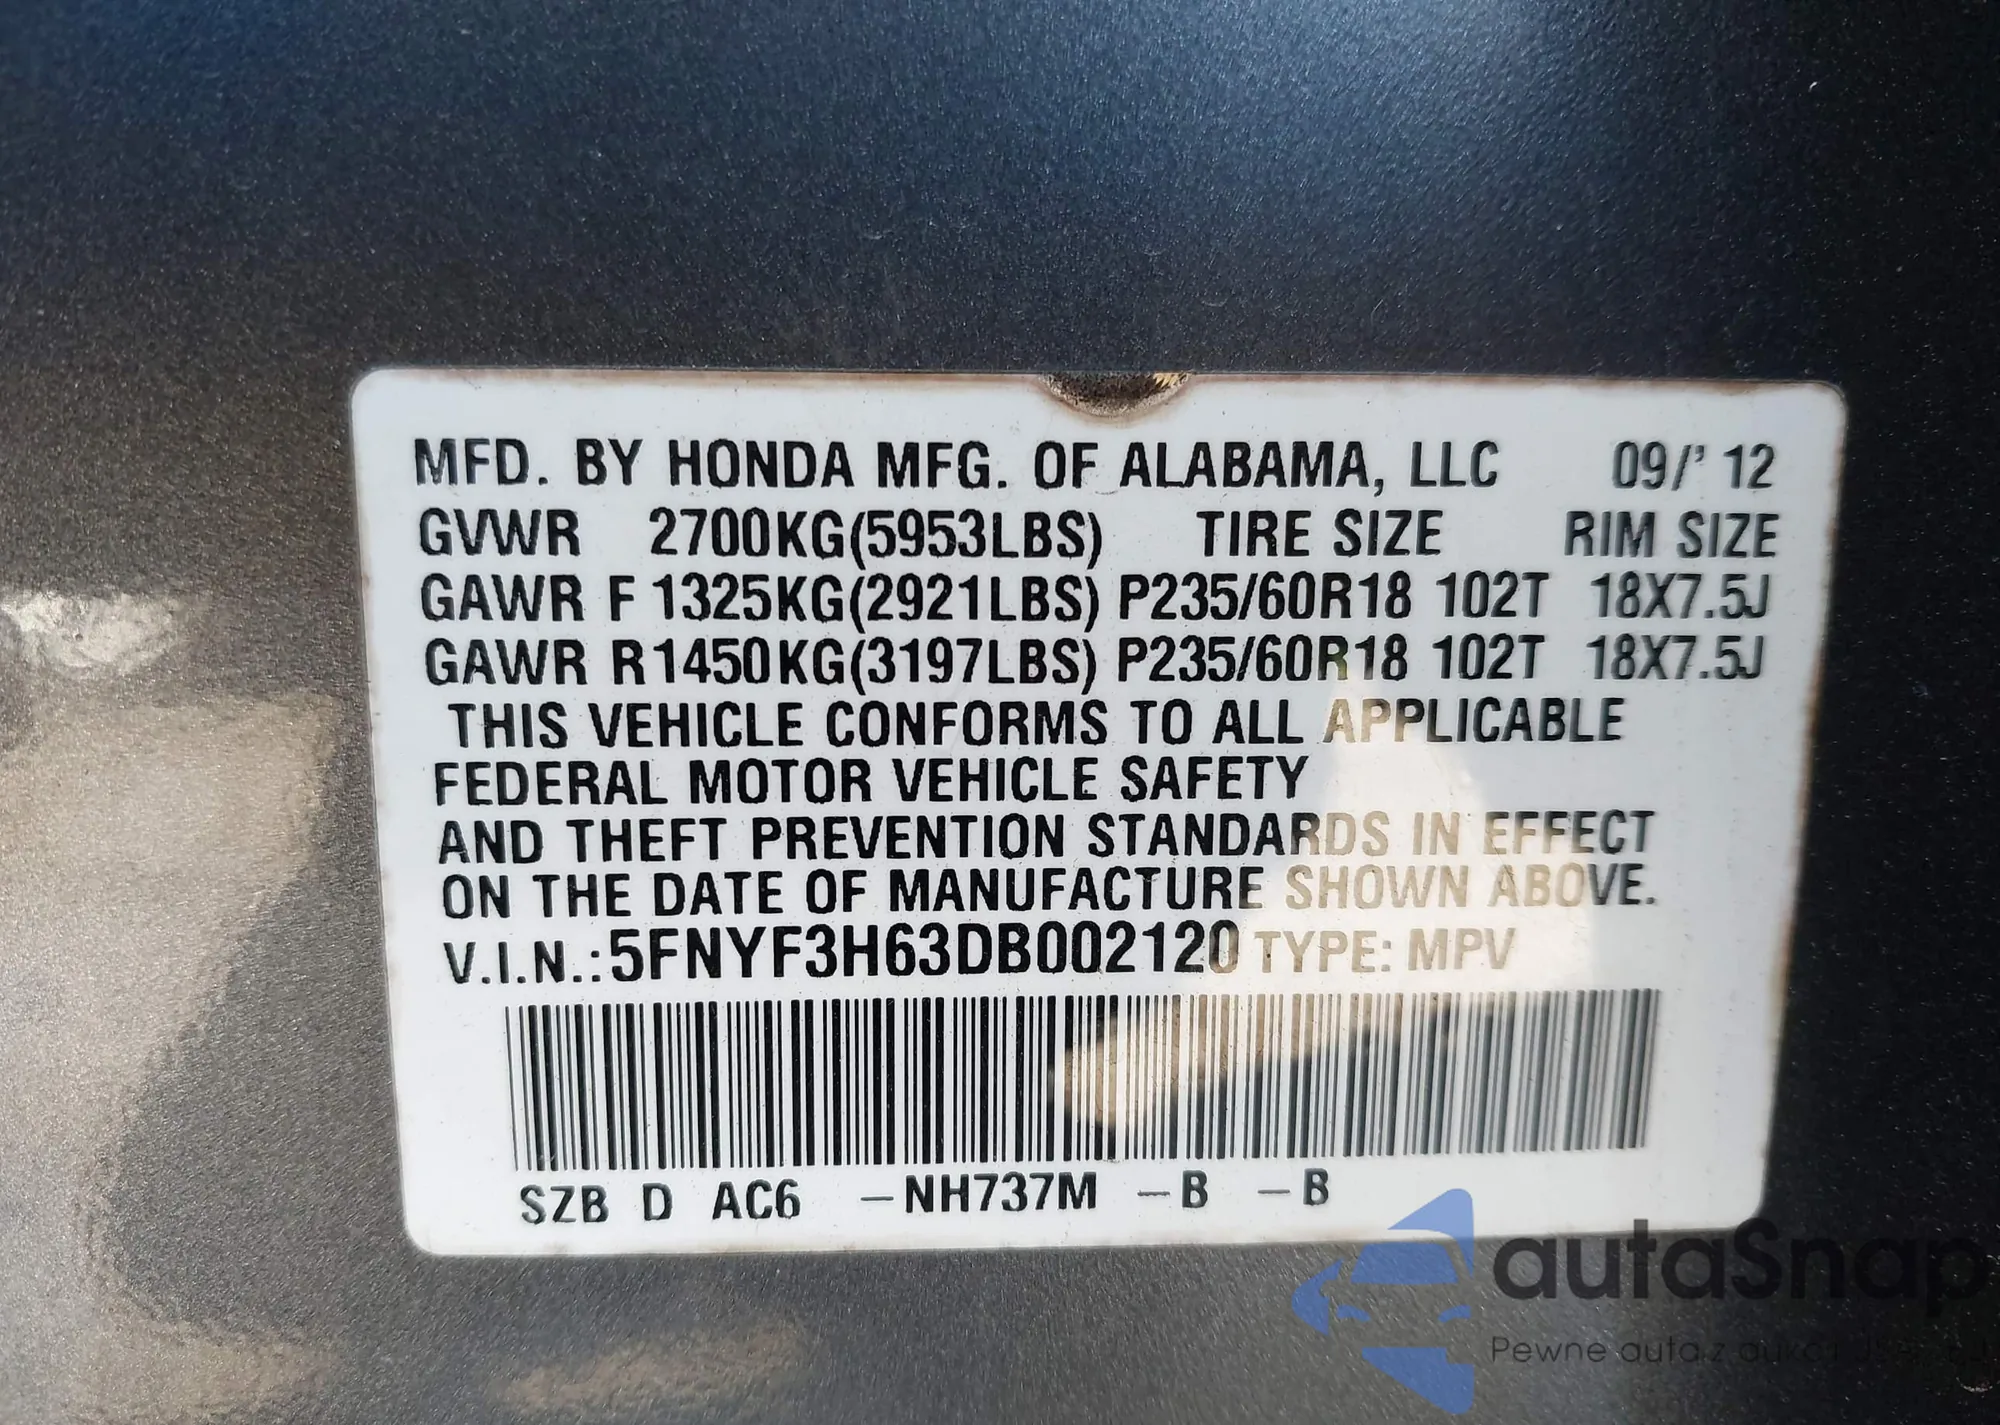 MFD. BY HONDA MFG. OF ALABAMA, LLC 09/'12
GVWR 2700KG(5953LBS) TIRE SIZE RIM SIZE
GAWR F 1325KG(2921LBS) P235/60R18 102T 18X7.5J
GAWR R 1450KG(3197LBS) P235/60R18 102T 18X7.5J
THIS VEHICLE CONFORMS TO ALL APPLICABLE
FEDERAL MOTOR VEHICLE SAFETY
AND THEFT PREVENTION STANDARDS IN EFFECT
ON THE DATE OF MANUFACTURE SHOWN ABOVE.
V.I.N.:5FNYF3H63DB002120 TYPE: MPV
SZB D AC6 –NH737M –B –B
autaSnap
Pewne auta z